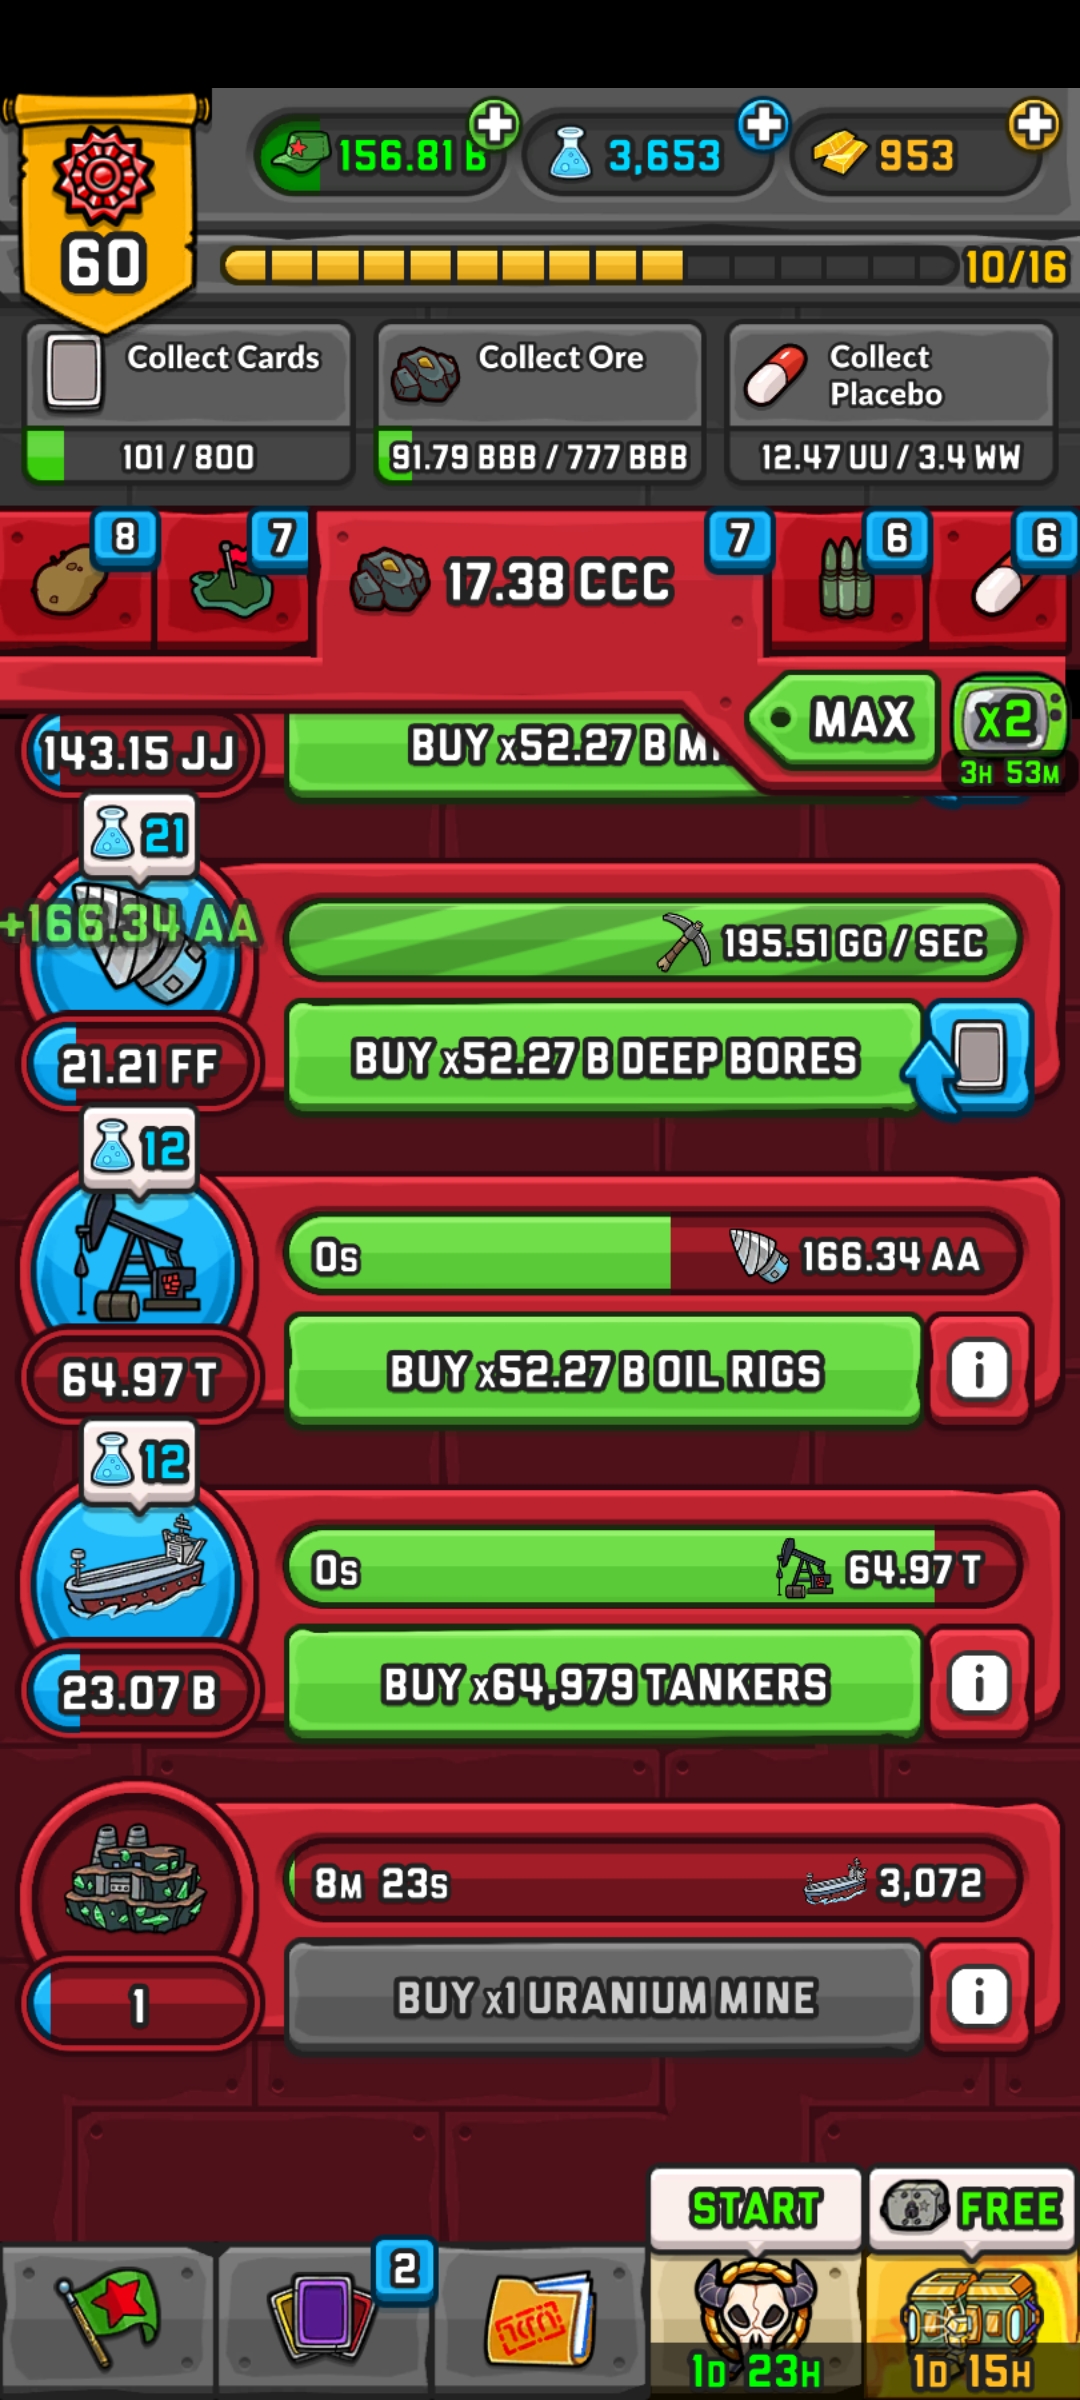 60
156.81 B
3,653
953
10/16
Collect Cards
101 / 800
Collect Ore
91.79 BBB / 777 BBB
Collect
Placebo
12.47 UU / 3.4 WW
8
7
17.38 CCC
7
6
6
MAX
x2
3H 53M
143.15 JJ
BUY x52.27 B
21
+166.34 AA
195.51 GG / SEC
21.21 FF
BUY x52.27 B DEEP BORES
12
0s
166.34 AA
64.97 T
BUY x52.27 B OIL RIGS
i
12
0s
64.97 T
23.07 B
BUY x64,979 TANKERS
i
8M 23s
3,072
1
BUY x1 URANIUM MINE
i
START
FREE
2
1D 23H
1D 15H